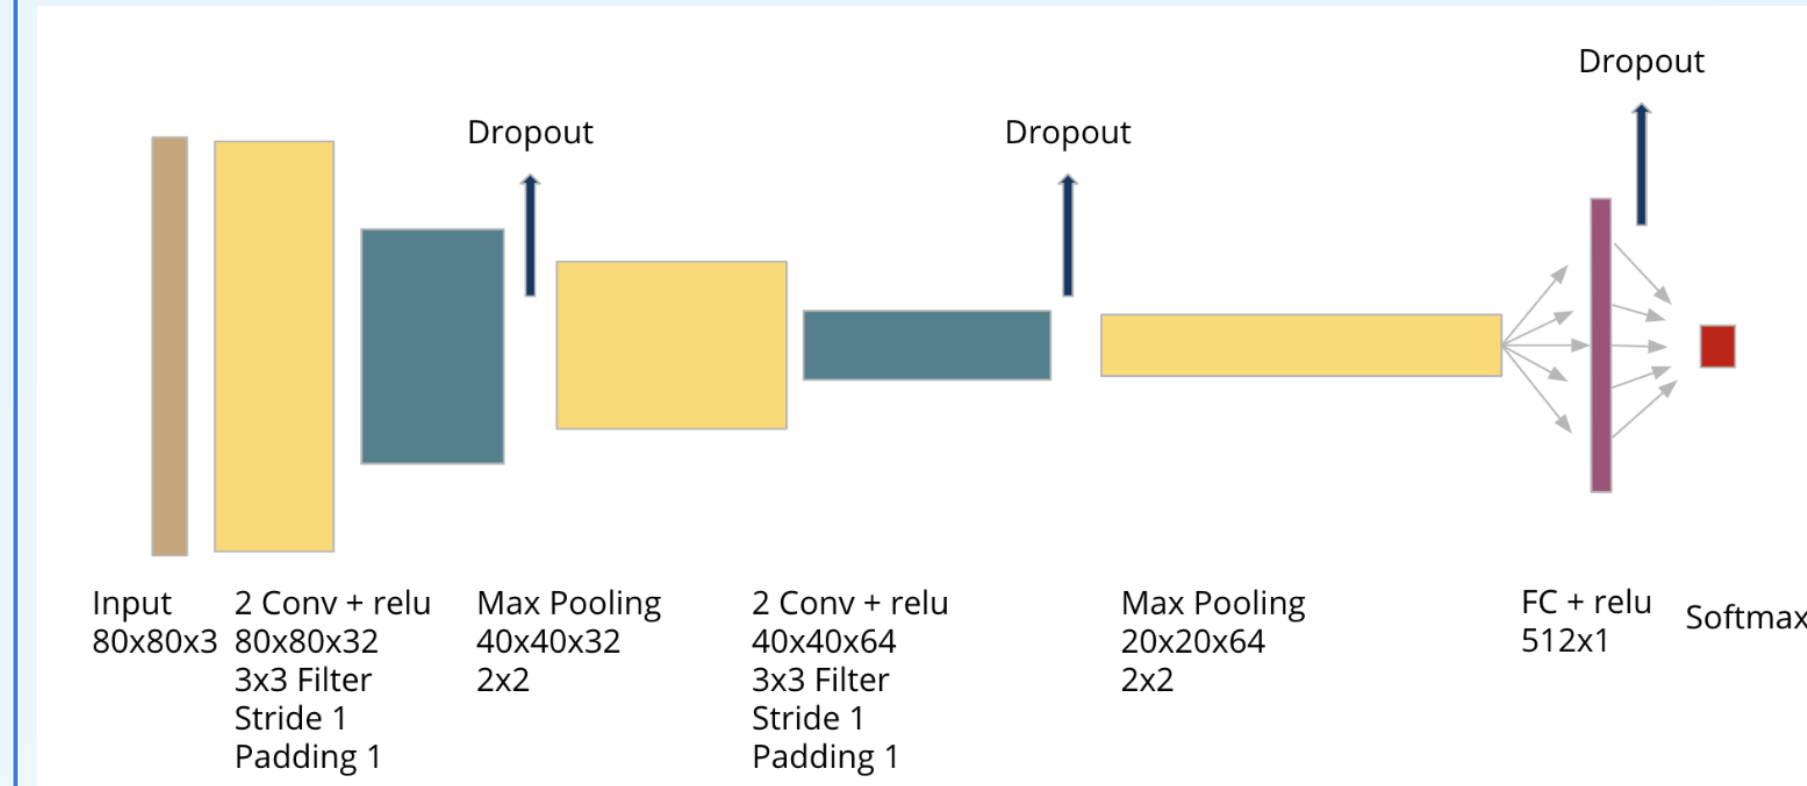 Dropout
Dropout
Dropout
Input
80x80x3
2 Conv + relu
80x80x32
3x3 Filter
Stride 1
Padding 1
Max Pooling
40x40x32
2x2
2 Conv + relu
40x40x64
3x3 Filter
Stride 1
Padding 1
Max Pooling
20x20x64
2x2
FC + relu
512x1
Softmax